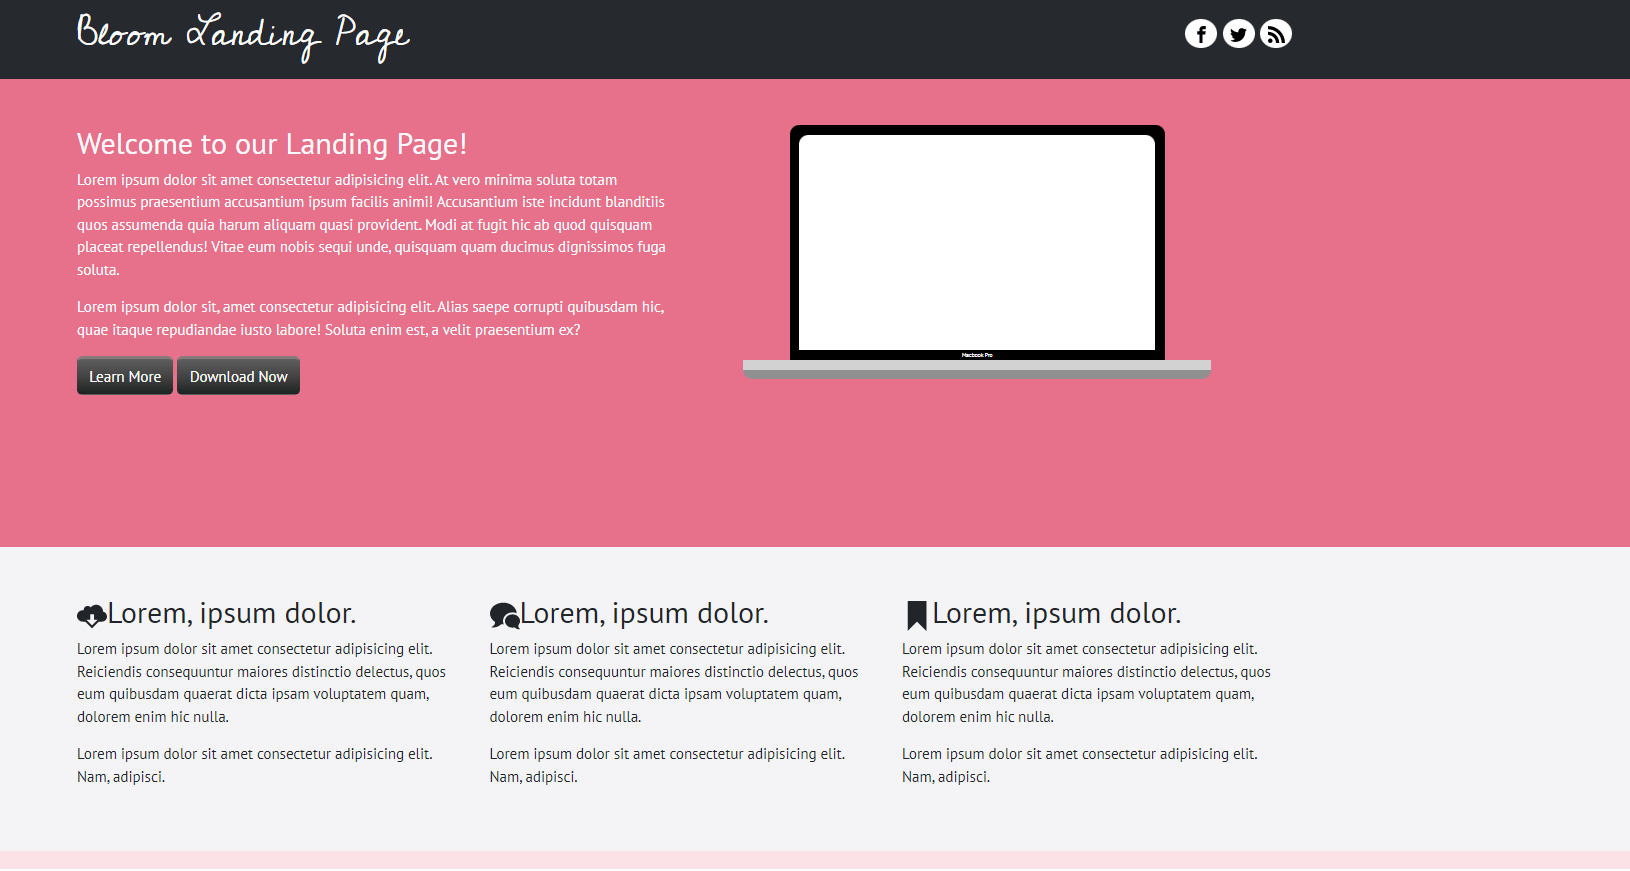 Bloom Landing Page
Welcome to our Landing Page!
Lorem ipsum dolor sit amet consectetur adipisicing elit. At vero minima soluta totam
possimus praesentium accusantium ipsum facilis animi! Accusantium iste incidunt blanditiis
quos assumenda quia harum aliquam quasi provident. Modi at fugit hic ab quod quisquam
placeat repellendus! Vitae eum nobis sequi unde, quisquam quam ducimus dignissimos fuga
soluta.
Lorem ipsum dolor sit, amet consectetur adipisicing elit. Alias saepe corrupti quibusdam hic,
quae itaque repudiandae iusto labore! Soluta enim est, a velit praesentium ex?
Learn More
Download Now
Macbook Pro
Lorem, ipsum dolor.
Lorem ipsum dolor sit amet consectetur adipisicing elit.
Reiciendis consequuntur maiores distinctio delectus, quos
eum quibusdam quaerat dicta ipsam voluptatem quam,
dolorem enim hic nulla.
Lorem ipsum dolor sit amet consectetur adipisicing elit.
Nam, adipisci.
Lorem, ipsum dolor.
Lorem ipsum dolor sit amet consectetur adipisicing elit.
Reiciendis consequuntur maiores distinctio delectus, quos
eum quibusdam quaerat dicta ipsam voluptatem quam,
dolorem enim hic nulla.
Lorem ipsum dolor sit amet consectetur adipisicing elit.
Nam, adipisci.
Lorem, ipsum dolor.
Lorem ipsum dolor sit amet consectetur adipisicing elit.
Reiciendis consequuntur maiores distinctio delectus, quos
eum quibusdam quaerat dicta ipsam voluptatem quam,
dolorem enim hic nulla.
Lorem ipsum dolor sit amet consectetur adipisicing elit.
Nam, adipisci.